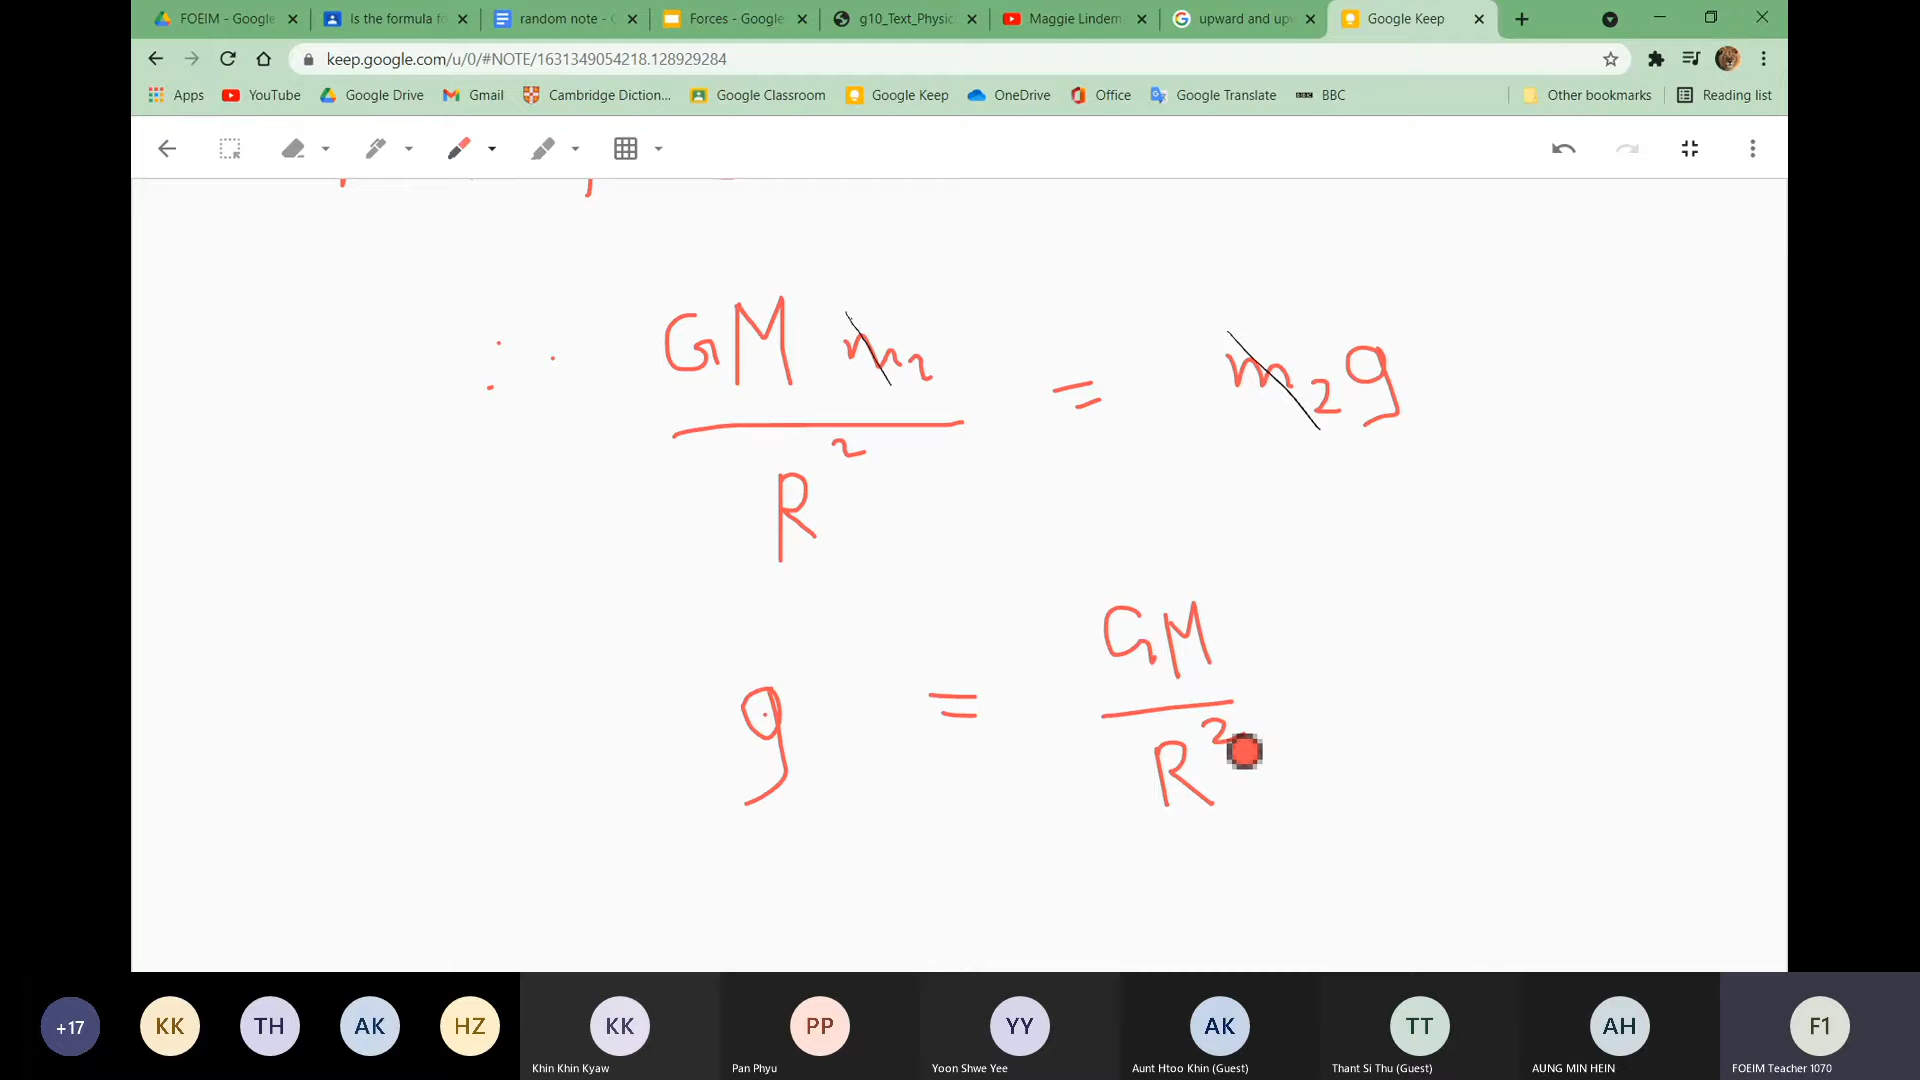 FOEIM - Google
Is the formula fo
random note - G
Forces - Google
g10_Text_Physic
Maggie Lindem
upward and upw
Google Keep
keep.google.com/u/0/#NOTE/1631349054218.128929284
Apps YouTube Google Drive Gmail Cambridge Diction... Google Classroom Google Keep OneDrive Office Google Translate BBC Other bookmarks Reading list
∴ GM m₂ = m₂g
R²
g = GM
R²
+17 KK TH AK HZ KK PP YY AK TT AH F1
Khin Khin Kyaw Pan Phyu Yoon Shwe Yee Aunt Htoo Khin (Guest) Thant Si Thu (Guest) AUNG MIN HEIN FOEIM Teacher 1070